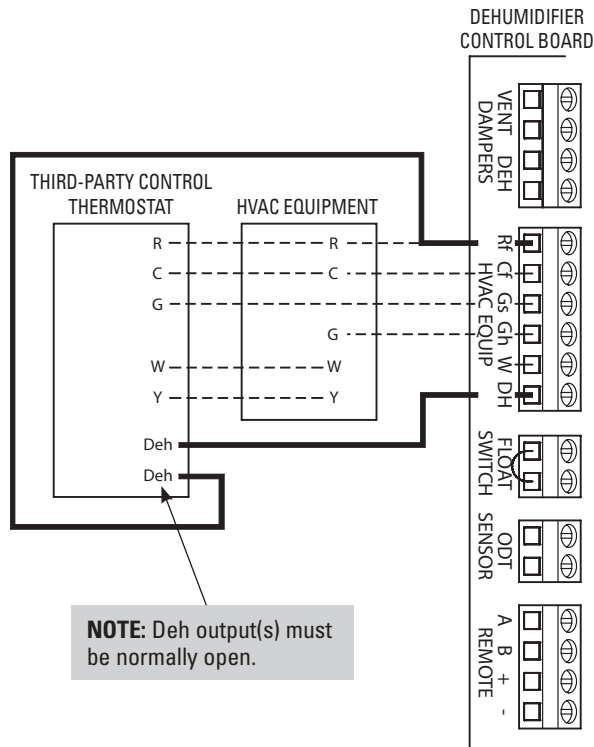 DEHUMIDIFIER
CONTROL BOARD
VENT DEH
DAMPERS
THIRD-PARTY CONTROL
THERMOSTAT
HVAC EQUIPMENT
R
C
G
W
Y
Deh
Deh
R
C
G
W
Y
Rf Cf Gs Gh W DH
HVAC EQUIP
FLOAT
SWITCH
ODT
SENSOR
A B + -
REMOTE
NOTE: Deh output(s) must
be normally open.